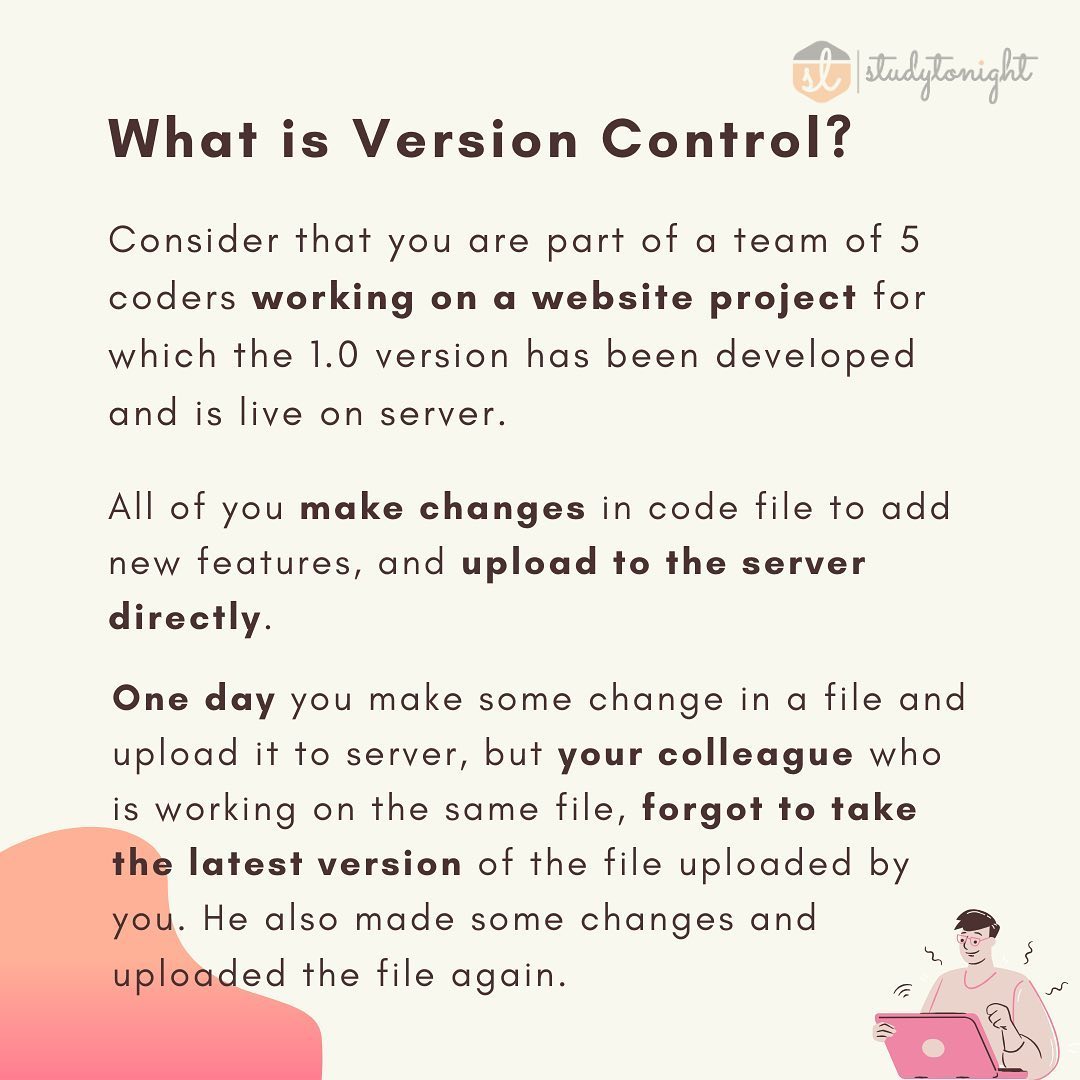 sl | studytonight
What is Version Control?
Consider that you are part of a team of 5
coders working on a website project for
which the 1.0 version has been developed
and is live on server.
All of you make changes in code file to add
new features, and upload to the server
directly.
One day you make some change in a file and
upload it to server, but your colleague who
is working on the same file, forgot to take
the latest version of the file uploaded by
you. He also made some changes and
uploaded the file again.